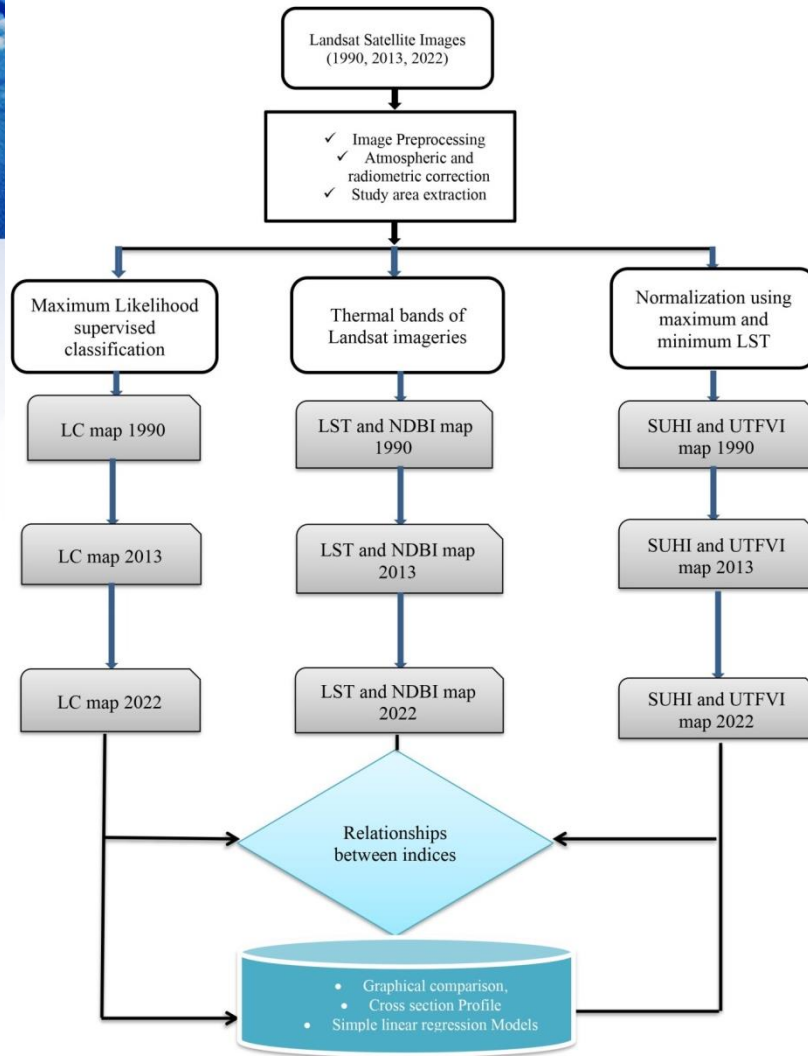 Landsat Satellite Images
(1990, 2013, 2022)
✓ Image Preprocessing
✓ Atmospheric and
radiometric correction
✓ Study area extraction
Maximum Likelihood
supervised
classification
Thermal bands of
Landsat imageries
Normalization using
maximum and
minimum LST
LC map 1990
LST and NDBI map
1990
SUHI and UTFVI
map 1990
LC map 2013
LST and NDBI map
2013
SUHI and UTFVI
map 2013
LC map 2022
LST and NDBI map
2022
SUHI and UTFVI
map 2022
Relationships
between indices
• Graphical comparison,
• Cross section Profile
• Simple linear regression Models